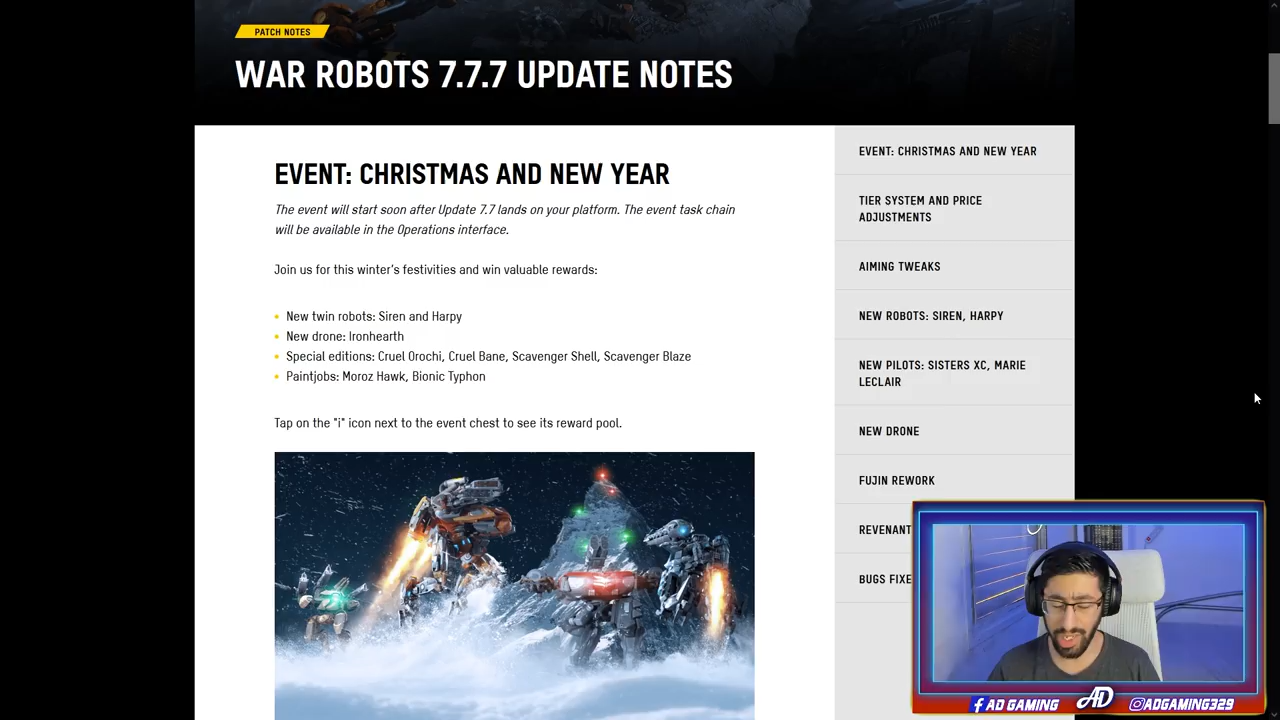 PATCH NOTES
WAR ROBOTS 7.7.7 UPDATE NOTES
EVENT: CHRISTMAS AND NEW YEAR
The event will start soon after Update 7.7 lands on your platform. The event task chain
will be available in the Operations interface.
Join us for this winter's festivities and win valuable rewards:
• New twin robots: Siren and Harpy
• New drone: Ironhearth
• Special editions: Cruel Orochi, Cruel Bane, Scavenger Shell, Scavenger Blaze
• Paintjobs: Moroz Hawk, Bionic Typhon
Tap on the "i" icon next to the event chest to see its reward pool.
EVENT: CHRISTMAS AND NEW YEAR
TIER SYSTEM AND PRICE
ADJUSTMENTS
AIMING TWEAKS
NEW ROBOTS: SIREN, HARPY
NEW PILOTS: SISTERS XC, MARIE
LECLAIR
NEW DRONE
FUJIN REWORK
REVENANT
BUGS FIXE
AD GAMING
AD
@ADGAMING329